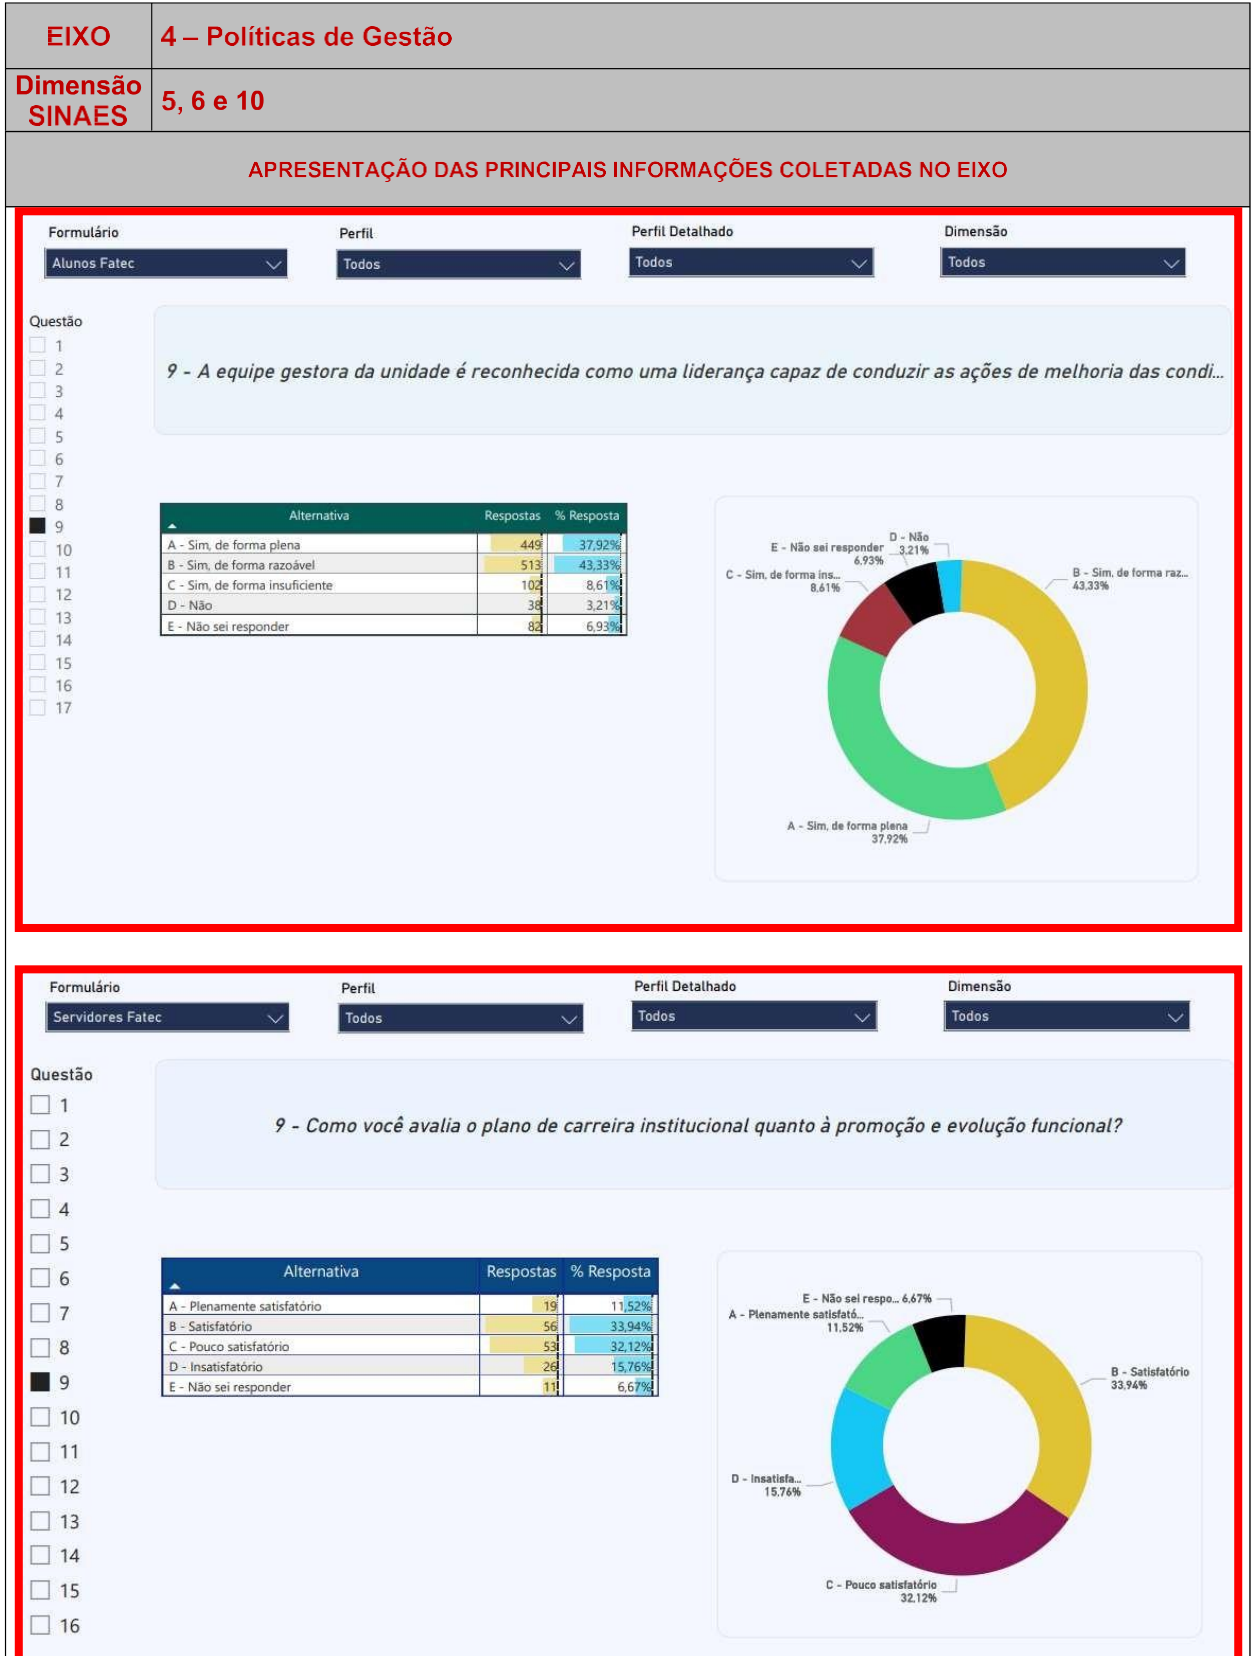 EIXO
4 – Políticas de Gestão
Dimensão
SINAES
5, 6 e 10
APRESENTAÇÃO DAS PRINCIPAIS INFORMAÇÕES COLETADAS NO EIXO
Formulário
Perfil
Perfil Detalhado
Dimensão
Alunos Fatec
Todos
Todos
Todos
Questão
1
2
3
4
5
6
7
8
9
10
11
12
13
14
15
16
17
9 - A equipe gestora da unidade é reconhecida como uma liderança capaz de conduzir as ações de melhoria das condi...
Alternativa Respostas % Resposta
A - Sim, de forma plena 449 37,92%
B - Sim, de forma razoável 513 43,33%
C - Sim, de forma insuficiente 102 8,61%
D - Não 38 3,21%
E - Não sei responder 82 6,93%
D - Não
3,21%
E - Não sei responder
6,93%
C - Sim, de forma ins...
8,61%
B - Sim, de forma raz...
43,33%
A - Sim, de forma plena
37,92%
Formulário
Perfil
Perfil Detalhado
Dimensão
Servidores Fatec
Todos
Todos
Todos
Questão
1
2
3
4
5
6
7
8
9
10
11
12
13
14
15
16
9 - Como você avalia o plano de carreira institucional quanto à promoção e evolução funcional?
Alternativa Respostas % Resposta
A - Plenamente satisfatório 19 11,52%
B - Satisfatório 56 33,94%
C - Pouco satisfatório 53 32,12%
D - Insatisfatório 26 15,76%
E - Não sei responder 11 6,67%
E - Não sei respo... 6,67%
A - Plenamente satisfató...
11,52%
B - Satisfatório
33,94%
D - Insatisfa...
15,76%
C - Pouco satisfatório
32,12%